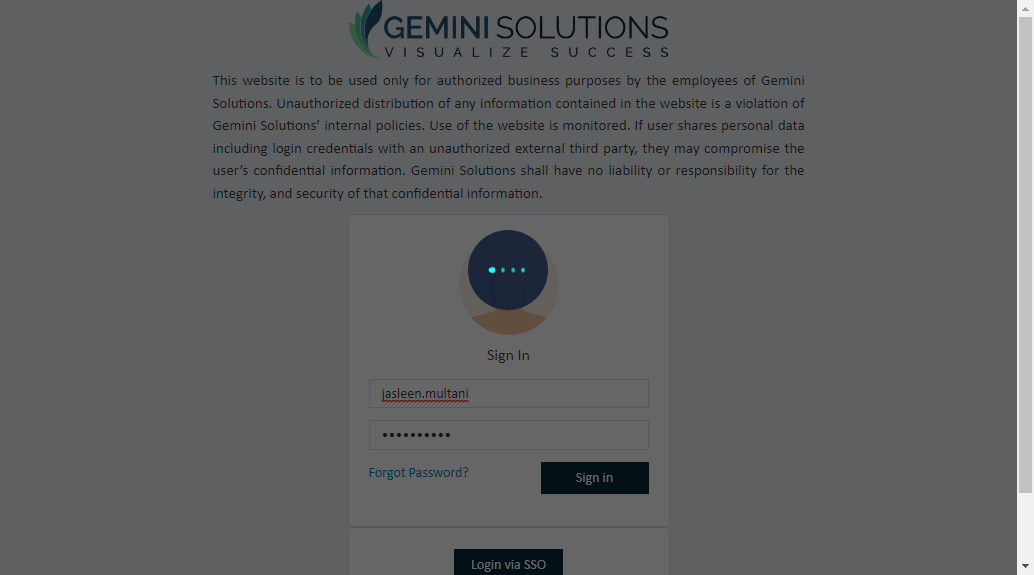 GEMINI SOLUTIONS
VISUALIZE SUCCESS
This website is to be used only for authorized business purposes by the employees of Gemini
Solutions. Unauthorized distribution of any information contained in the website is a violation of
Gemini Solutions’ internal policies. Use of the website is monitored. If user shares personal data
including login credentials with an unauthorized external third party, they may compromise the
user’s confidential information. Gemini Solutions shall have no liability or responsibility for the
integrity, and security of that confidential information.
Sign In
jasleen.multani
••••••••••
Forgot Password?
Sign in
Login via SSO